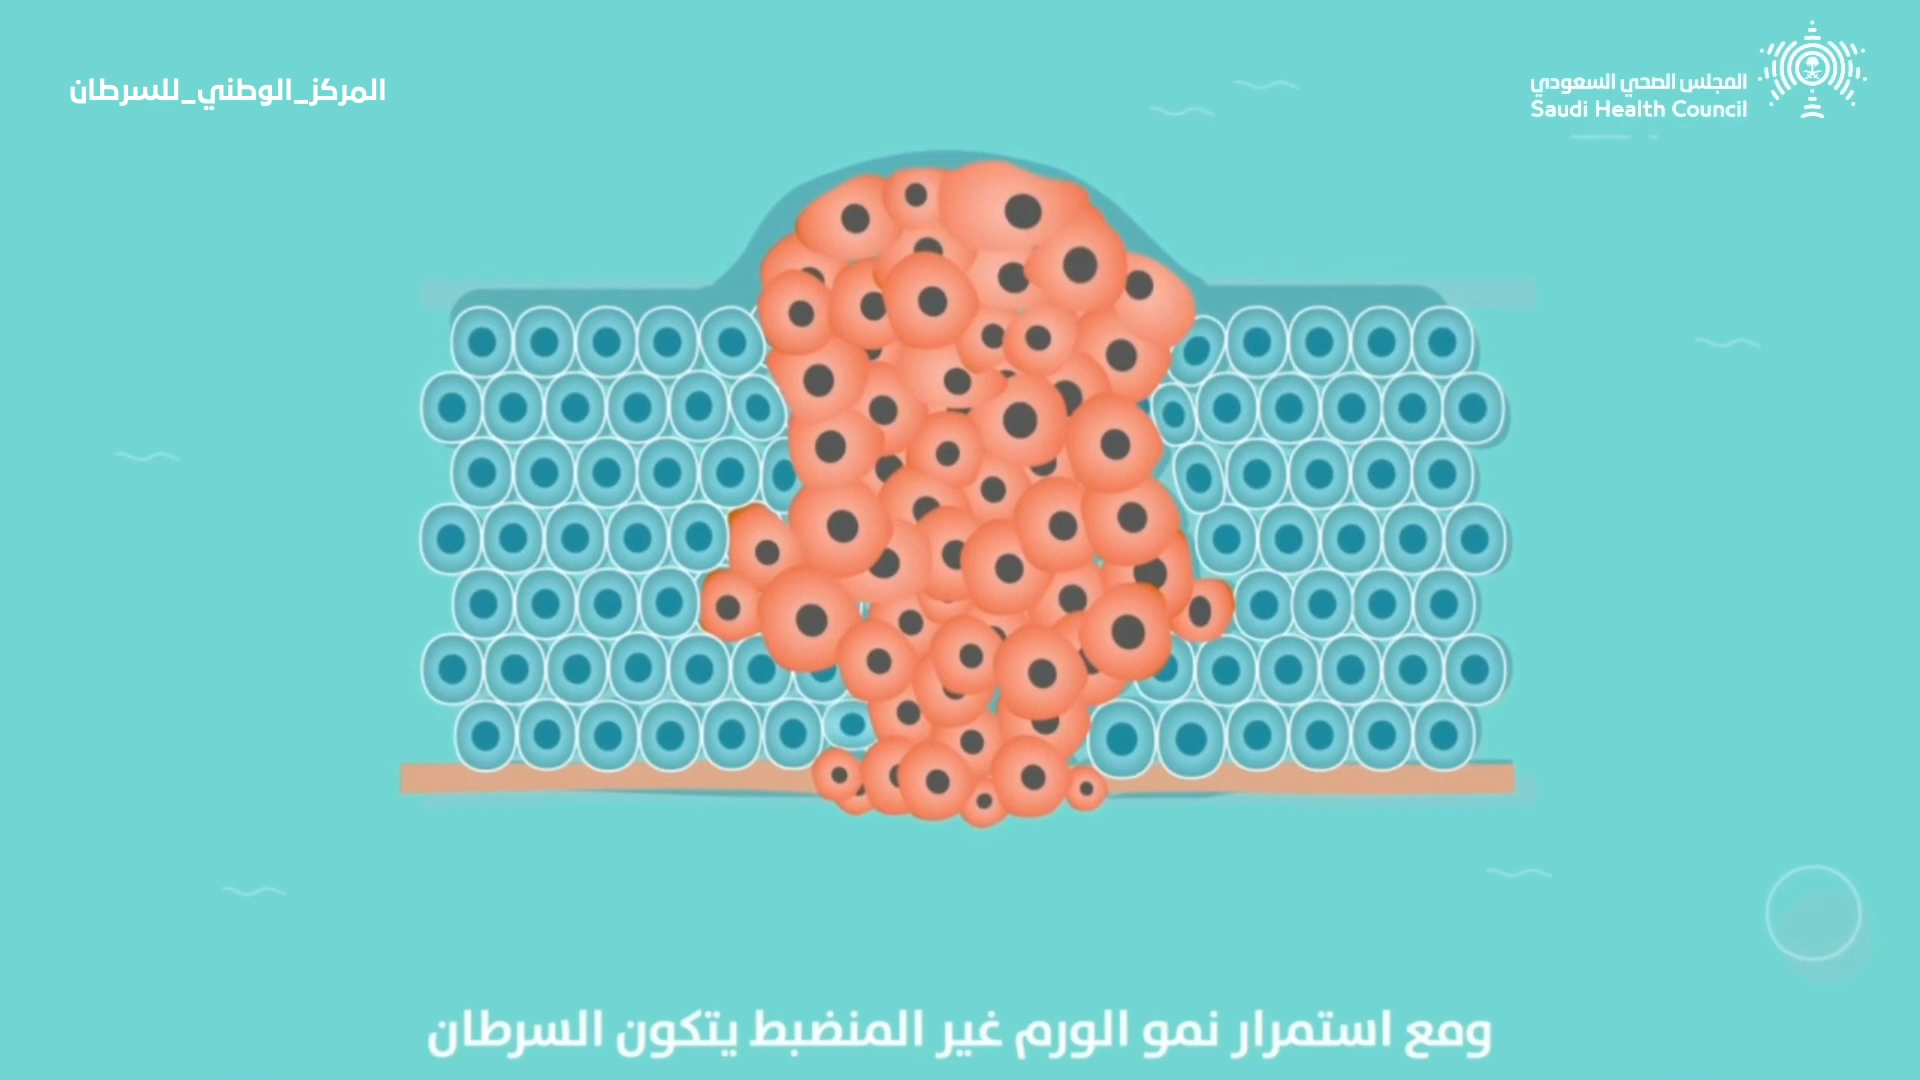 المركز_الوطني_للسرطان
المجلس الصحي السعودي
Saudi Health Council
ومع استمرار نمو الورم غير المنضبط يتكون السرطان